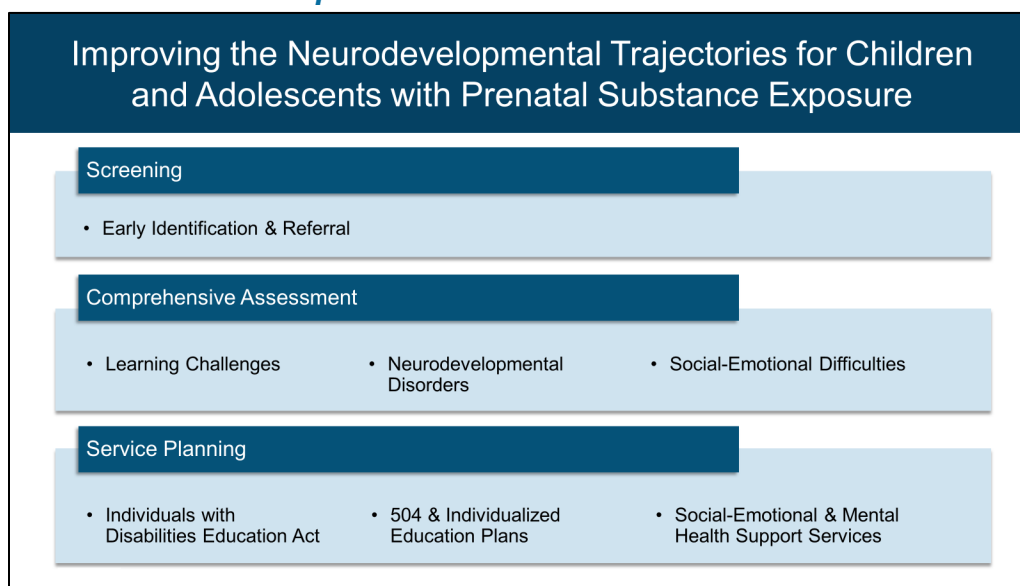 Improving the Neurodevelopmental Trajectories for Children
and Adolescents with Prenatal Substance Exposure
Screening
• Early Identification & Referral
Comprehensive Assessment
• Learning Challenges
• Neurodevelopmental
Disorders
• Social-Emotional Difficulties
Service Planning
• Individuals with
Disabilities Education Act
• 504 & Individualized
Education Plans
• Social-Emotional & Mental
Health Support Services